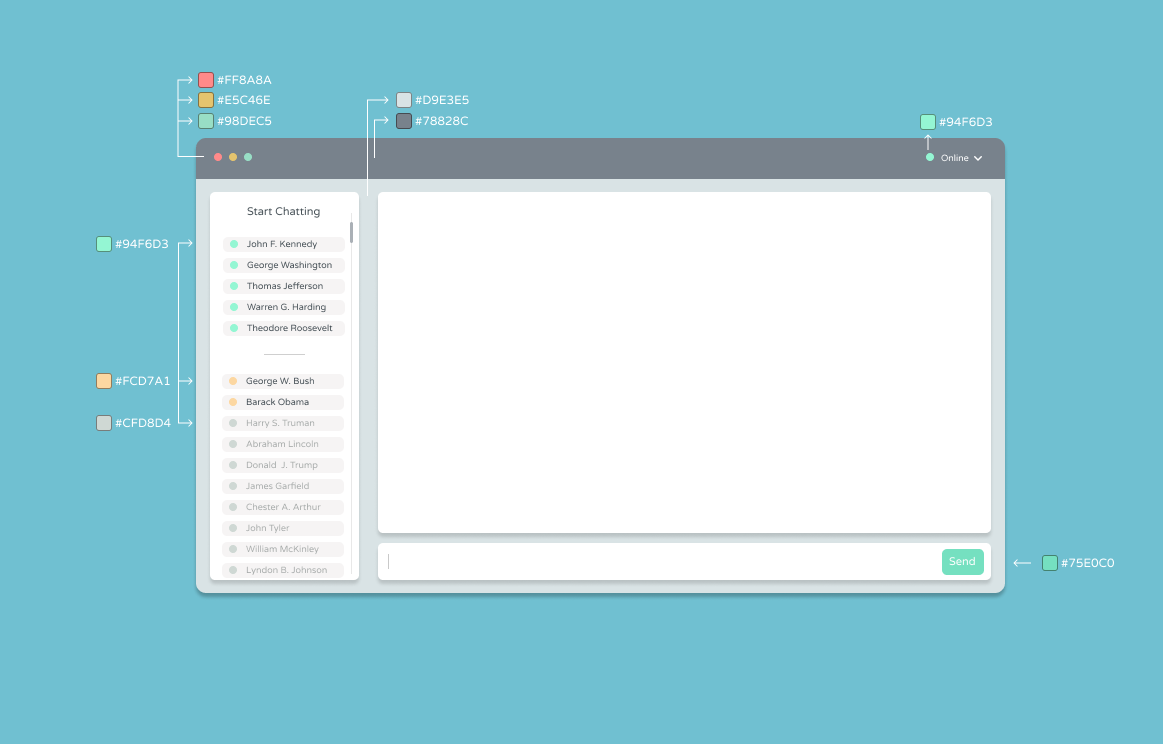 #FF8A8A
#E5C46E
#98DEC5
#D9E3E5
#78828C
#94F6D3
Online
Start Chatting
#94F6D3
John F. Kennedy
George Washington
Thomas Jefferson
Warren G. Harding
Theodore Roosevelt
#FCD7A1
George W. Bush
Barack Obama
#CFD8D4
Harry S. Truman
Abraham Lincoln
Donald  J. Trump
James Garfield
Chester A. Arthur
John Tyler
William McKinley
Lyndon B. Johnson
Send
#75E0C0